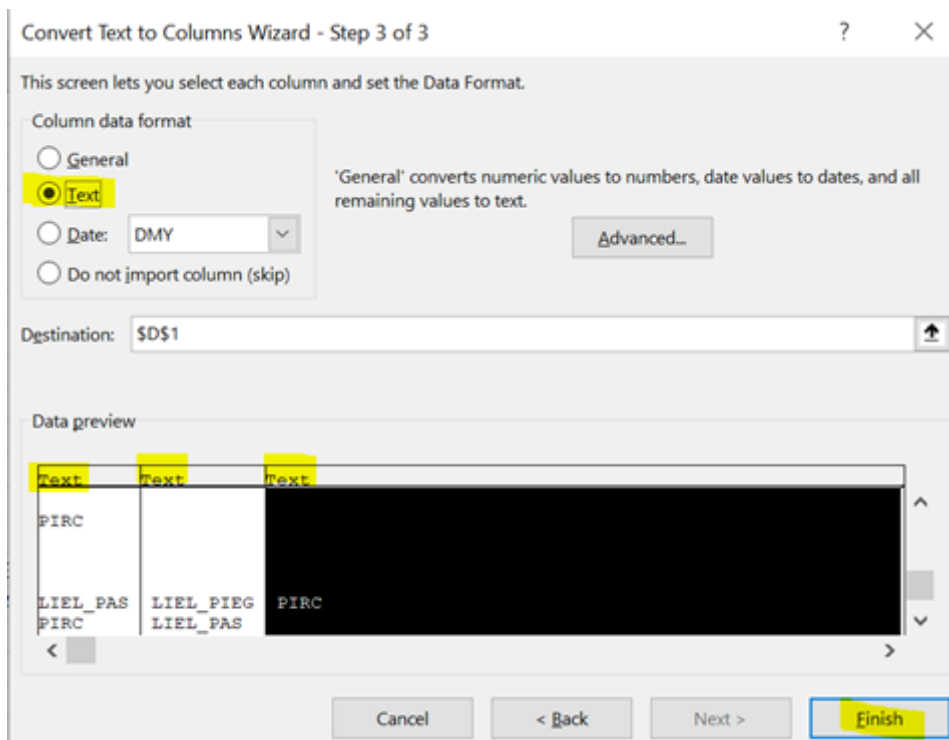 Convert Text to Columns Wizard - Step 3 of 3 ?
This screen lets you select each column and set the Data Format.
Column data format
General
Text
Date: DMY
Do not import column (skip)
'General' converts numeric values to numbers, date values to dates, and all
remaining values to text.
Advanced...
Destination: $D$1
Data preview
Text Text Text
PIRC
LIEL_PAS LIEL_PIEG PIRC
PIRC LIEL_PAS
Cancel < Back Next > Finish